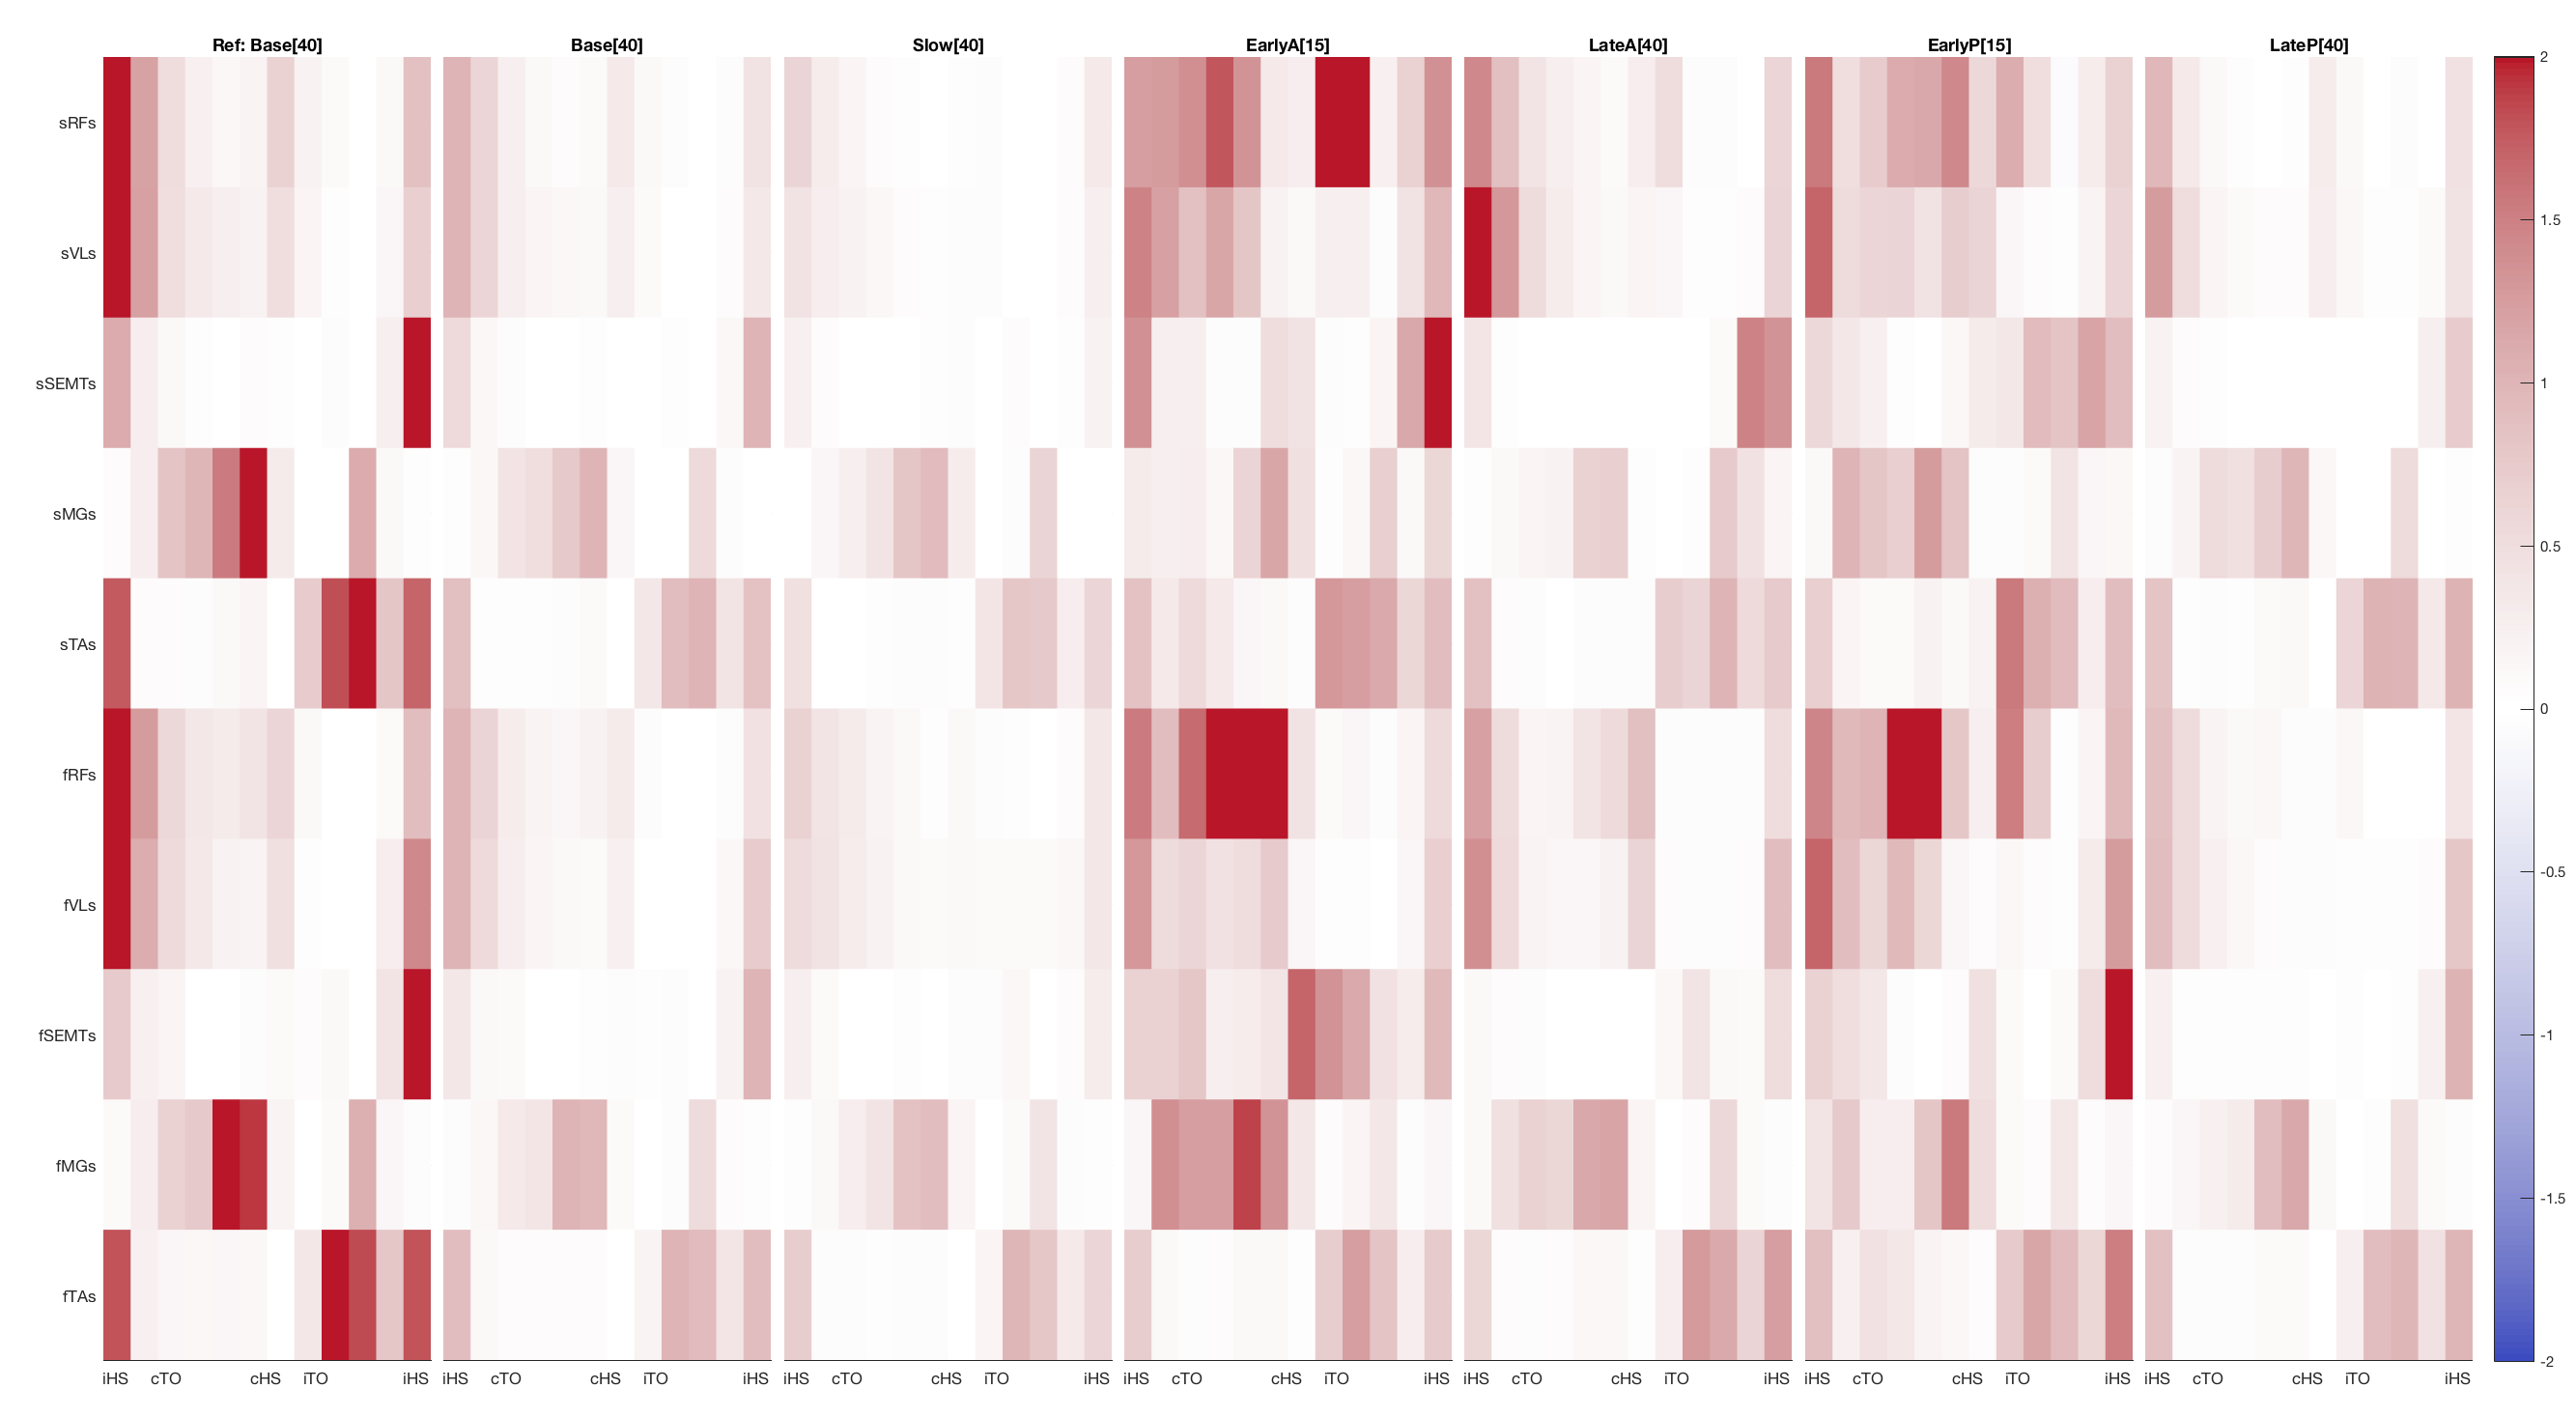 Ref: Base[40] Base[40] Slow[40] EarlyA[15] LateA[40] EarlyP[15] LateP[40]
sRFs
sVLs
sSEMTs
sMGs
sTAs
fRFs
fVLs
fSEMTs
fMGs
fTAs
iHS cTO cHS iTO iHS iHS cTO cHS iTO iHS iHS cTO cHS iTO iHS iHS cTO cHS iTO iHS iHS cTO cHS iTO iHS iHS cTO cHS iTO iHS iHS cTO cHS iTO iHS
2
1.5
1
0.5
0
-0.5
-1
-1.5
-2